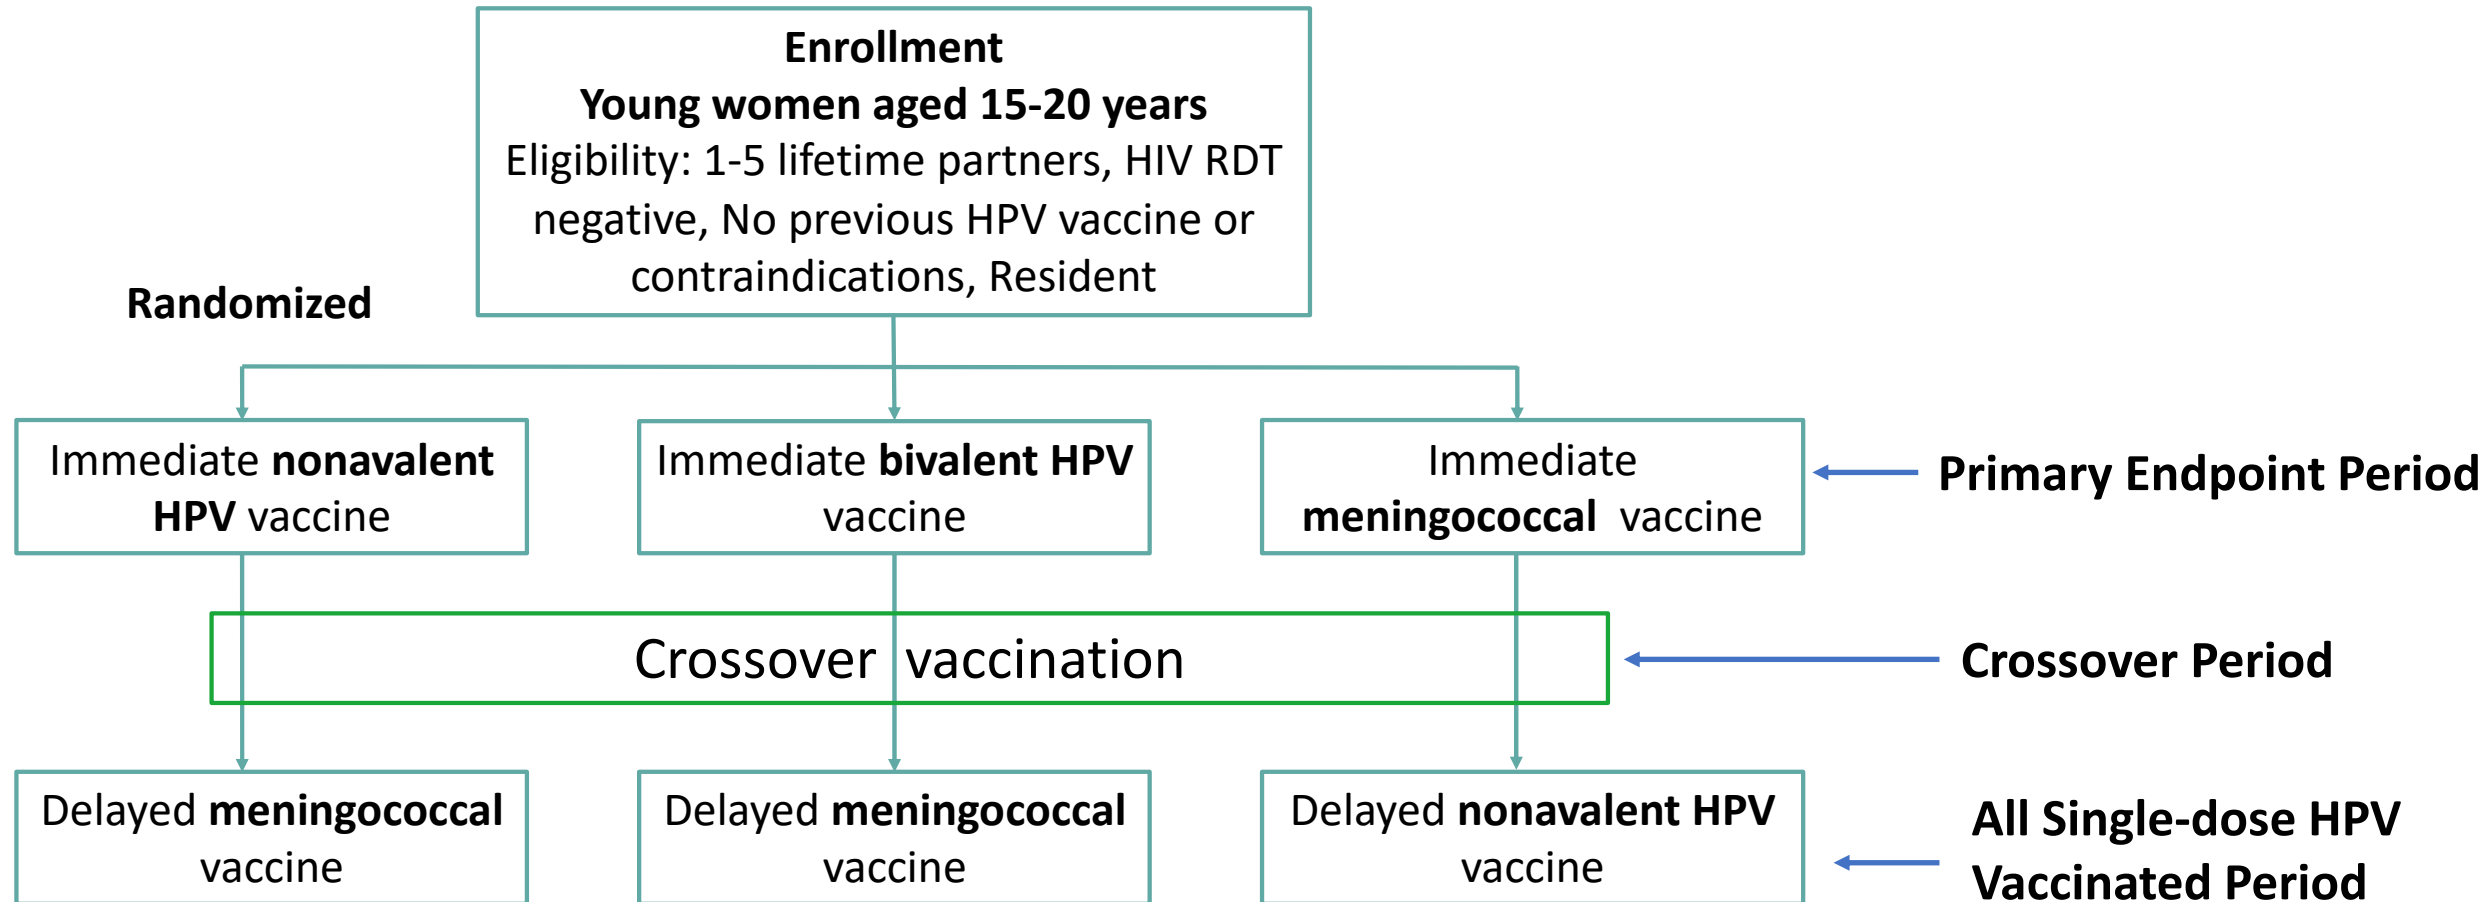 Enrollment
Young women aged 15-20 years
Eligibility: 1-5 lifetime partners, HIV RDT
negative, No previous HPV vaccine or
contraindications, Resident
Randomized
Immediate nonavalent
HPV vaccine
Immediate bivalent HPV
vaccine
Immediate
meningococcal vaccine
Primary Endpoint Period
Crossover vaccination
Crossover Period
Delayed meningococcal
vaccine
Delayed meningococcal
vaccine
Delayed nonavalent HPV
vaccine
All Single-dose HPV
Vaccinated Period